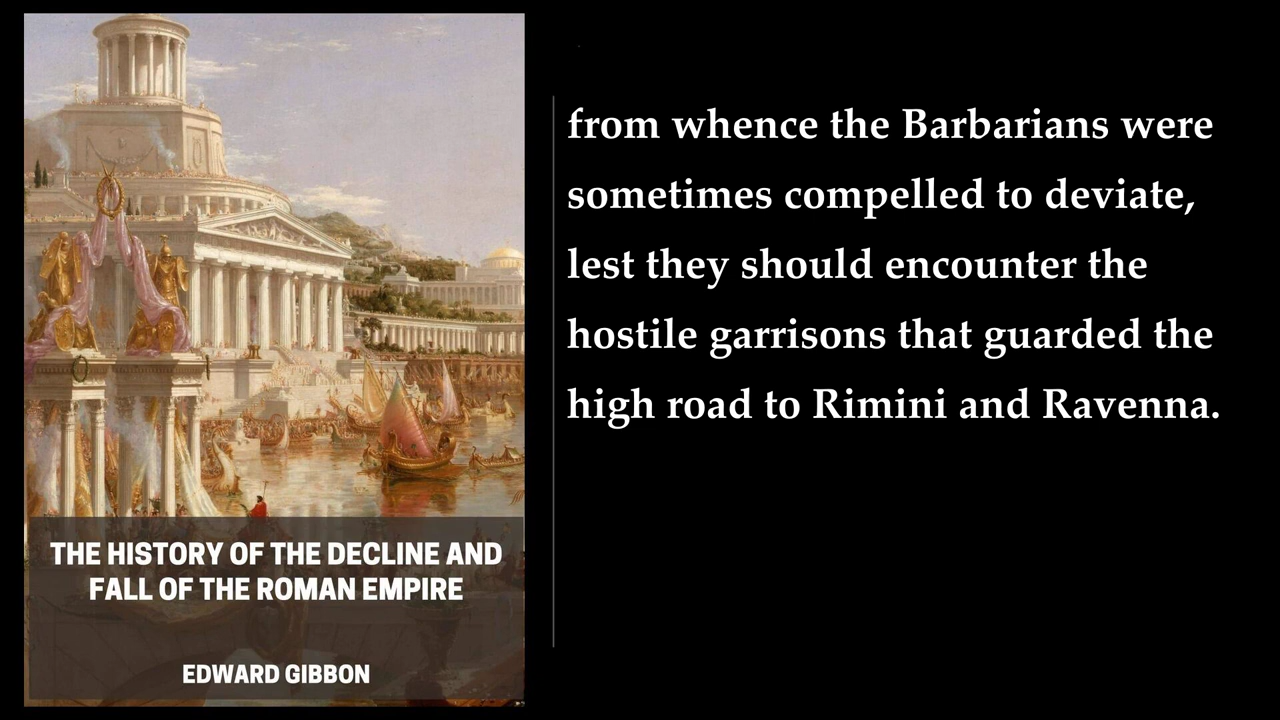 THE HISTORY OF THE DECLINE AND
FALL OF THE ROMAN EMPIRE
EDWARD GIBBON
from whence the Barbarians were
sometimes compelled to deviate,
lest they should encounter the
hostile garrisons that guarded the
high road to Rimini and Ravenna.